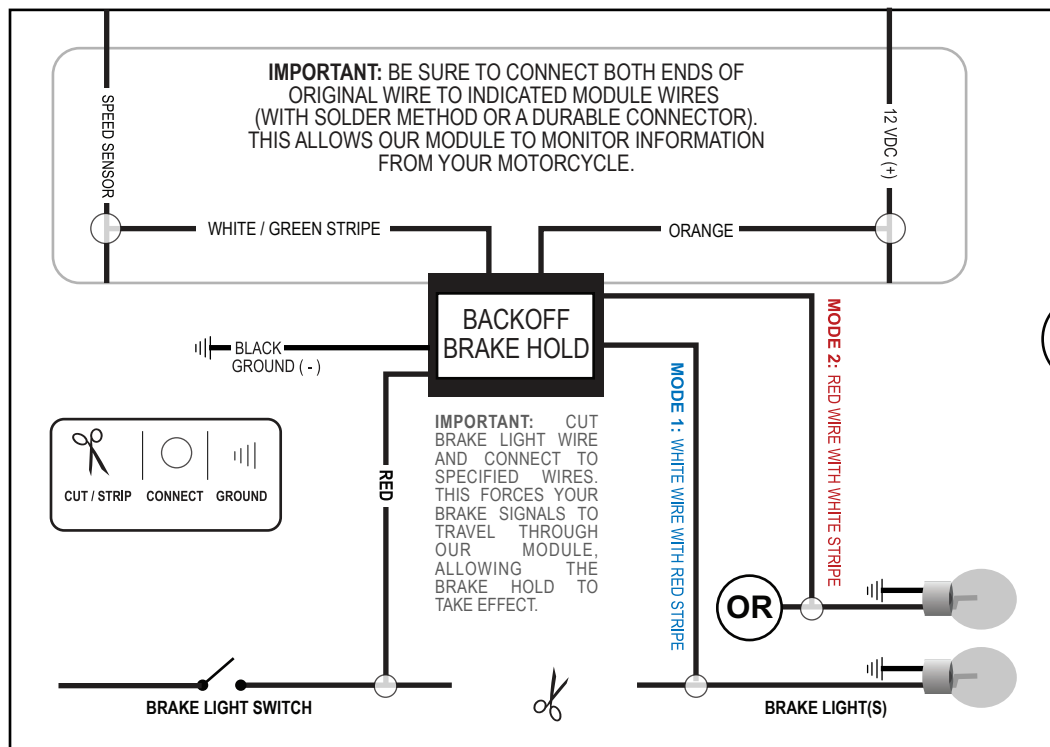 IMPORTANT: BE SURE TO CONNECT BOTH ENDS OF
ORIGINAL WIRE TO INDICATED MODULE WIRES
(WITH SOLDER METHOD OR A DURABLE CONNECTOR).
THIS ALLOWS OUR MODULE TO MONITOR INFORMATION
FROM YOUR MOTORCYCLE.
SPEED SENSOR
12 VDC (+)
WHITE / GREEN STRIPE
ORANGE
BACKOFF
BRAKE HOLD
BLACK
GROUND ( - )
MODE 2: RED WIRE WITH WHITE STRIPE
MODE 1: WHITE WIRE WITH RED STRIPE
RED
IMPORTANT: CUT
BRAKE LIGHT WIRE
AND CONNECT TO
SPECIFIED WIRES.
THIS FORCES YOUR
BRAKE SIGNALS TO
TRAVEL THROUGH
OUR MODULE,
ALLOWING THE
BRAKE HOLD TO
TAKE EFFECT.
CUT / STRIP
CONNECT
GROUND
OR
BRAKE LIGHT SWITCH
BRAKE LIGHT(S)